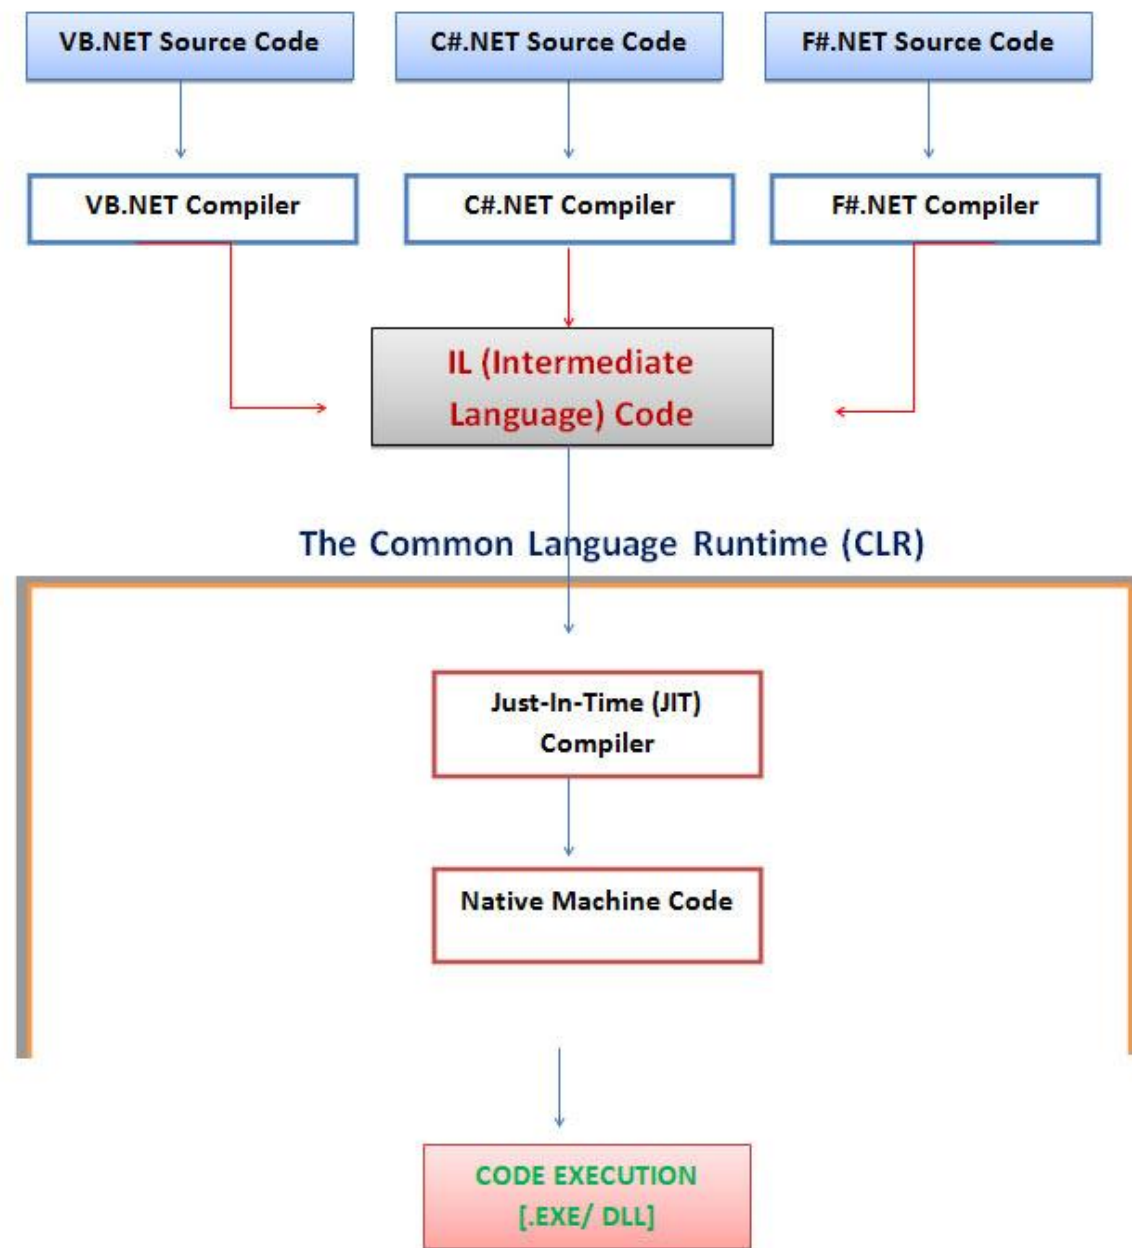 VB.NET Source Code
C#.NET Source Code
F#.NET Source Code
VB.NET Compiler
C#.NET Compiler
F#.NET Compiler
IL (Intermediate
Language) Code
The Common Language Runtime (CLR)
Just-In-Time (JIT)
Compiler
Native Machine Code
CODE EXECUTION
[.EXE/ DLL]